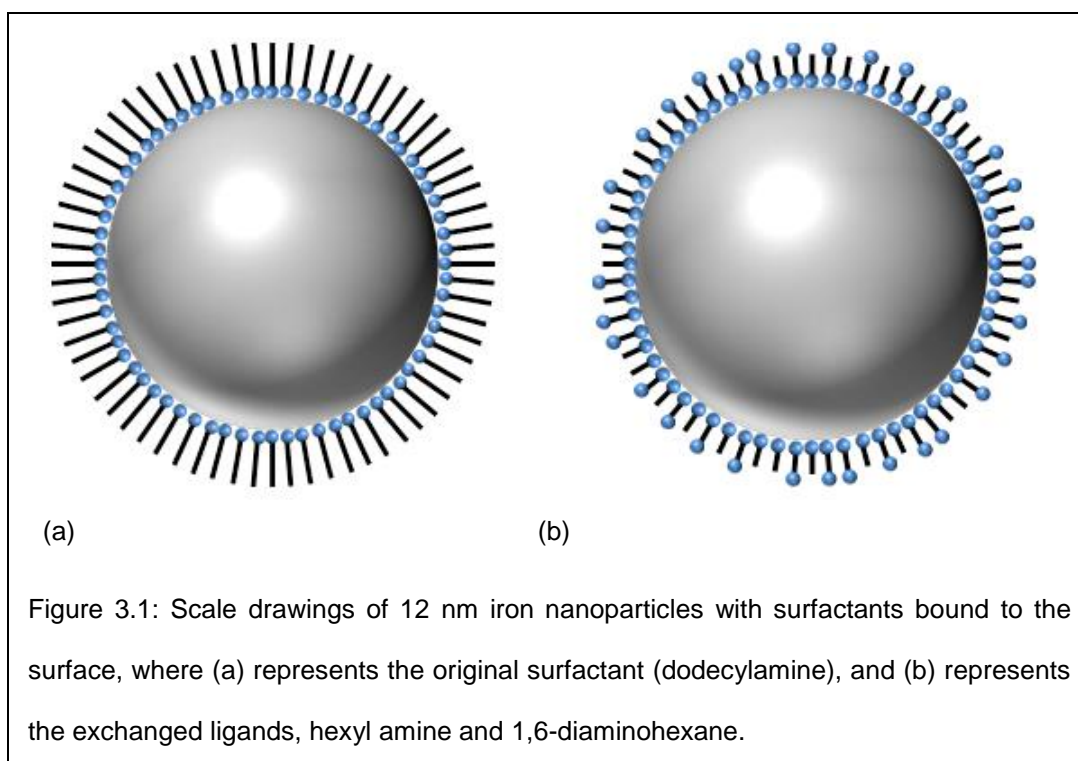 (a) (b)
Figure 3.1: Scale drawings of 12 nm iron nanoparticles with surfactants bound to the
surface, where (a) represents the original surfactant (dodecylamine), and (b) represents
the exchanged ligands, hexyl amine and 1,6-diaminohexane.